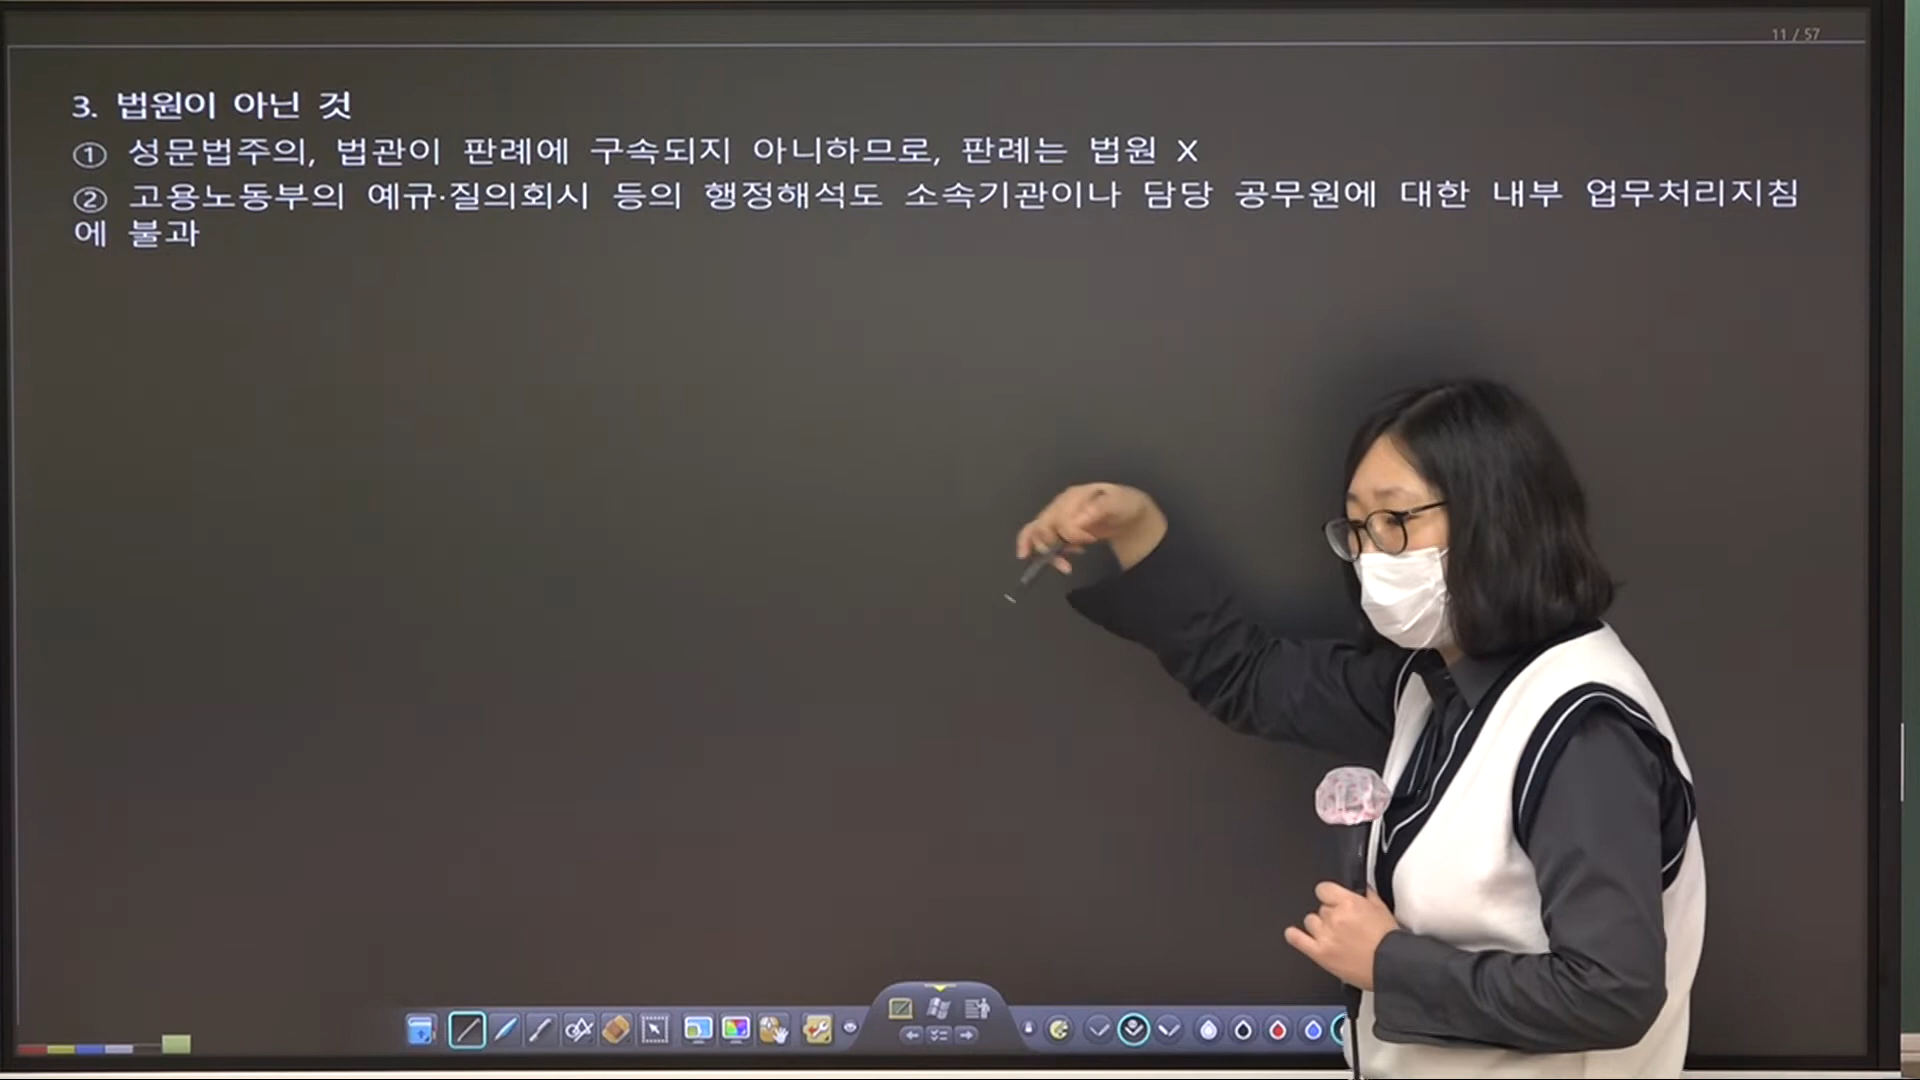 11 / 57
3. 법원이 아닌 것
① 성문법주의, 법관이 판례에 구속되지 아니하므로, 판례는 법원 X
② 고용노동부의 예규·질의회시 등의 행정해석도 소속기관이나 담당 공무원에 대한 내부 업무처리지침
에 불과